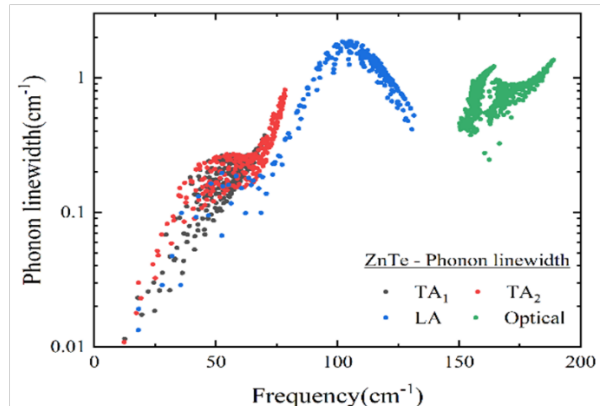 Phonon linewidth(cm⁻¹)
1
0.1
0.01
ZnTe - Phonon linewidth
TA₁ TA₂
LA Optical
0 50 100 150 200
Frequency(cm⁻¹)